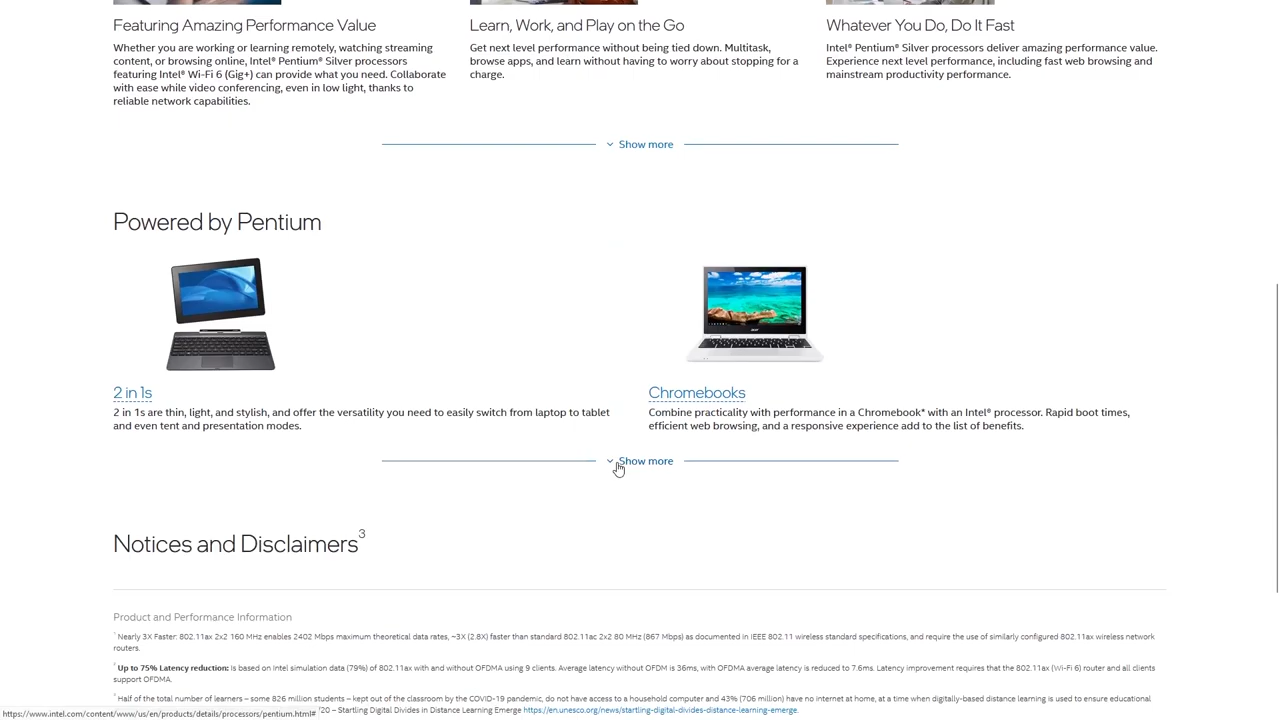 Featuring Amazing Performance Value
Whether you are working or learning remotely, watching streaming
content, or browsing online, Intel® Pentium® Silver processors
featuring Intel® Wi-Fi 6 (Gig+) can provide what you need. Collaborate
with ease while video conferencing, even in low light, thanks to
reliable network capabilities.
Learn, Work, and Play on the Go
Get next level performance without being tied down. Multitask,
browse apps, and learn without having to worry about stopping for a
charge.
Whatever You Do, Do It Fast
Intel® Pentium® Silver processors deliver amazing performance value.
Experience next level performance, including fast web browsing and
mainstream productivity performance.
Show more
Powered by Pentium
2 in 1s
2 in 1s are thin, light, and stylish, and offer the versatility you need to easily switch from laptop to tablet
and even tent and presentation modes.
Chromebooks
Combine practicality with performance in a Chromebook* with an Intel® processor. Rapid boot times,
efficient web browsing, and a responsive experience add to the list of benefits.
Show more
Notices and Disclaimers3
Product and Performance Information
1 Nearly 3X Faster: 802.11ax 2x2 160 MHz enables 2402 Mbps maximum theoretical data rates, ~3X (2.8X) faster than standard 802.11ac 2x2 80 MHz (867 Mbps) as documented in IEEE 802.11 wireless standard specifications, and require the use of similarly configured 802.11ax wireless network
routers.
2 Up to 75% Latency reduction: Is based on Intel simulation data (79%) of 802.11ax with and without OFDMA using 9 clients. Average latency without OFDM is 36ms, with OFDMA average latency is reduced to 7.6ms. Latency improvement requires that the 802.11ax (Wi-Fi 6) router and all clients
support OFDMA.
3 Half of the total number of learners – some 826 million students – kept out of the classroom by the COVID-19 pandemic, do not have access to a household computer and 43% (706 million) have no internet at home, at a time when digitally-based distance learning is used to ensure educational
/20 – Startling Digital Divides in Distance Learning Emerge https://en.unesco.org/news/startling-digital-divides-distance-learning-emerge.
https://www.intel.com/content/www/us/en/products/details/processors/pentium.html#